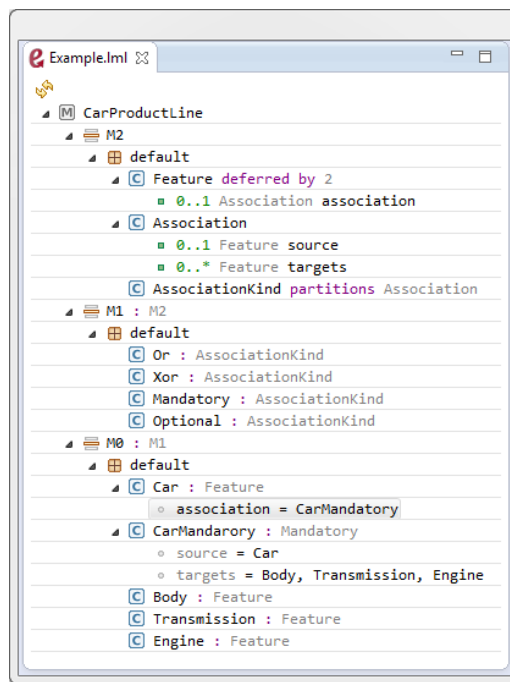 Example.lml
M CarProductLine
M2
default
C Feature deferred by 2
0..1 Association association
C Association
0..1 Feature source
0..* Feature targets
C AssociationKind partitions Association
M1 : M2
default
C Or : AssociationKind
C Xor : AssociationKind
C Mandatory : AssociationKind
C Optional : AssociationKind
M0 : M1
default
C Car : Feature
association = CarMandatory
C CarMandarory : Mandatory
source = Car
targets = Body, Transmission, Engine
C Body : Feature
C Transmission : Feature
C Engine : Feature